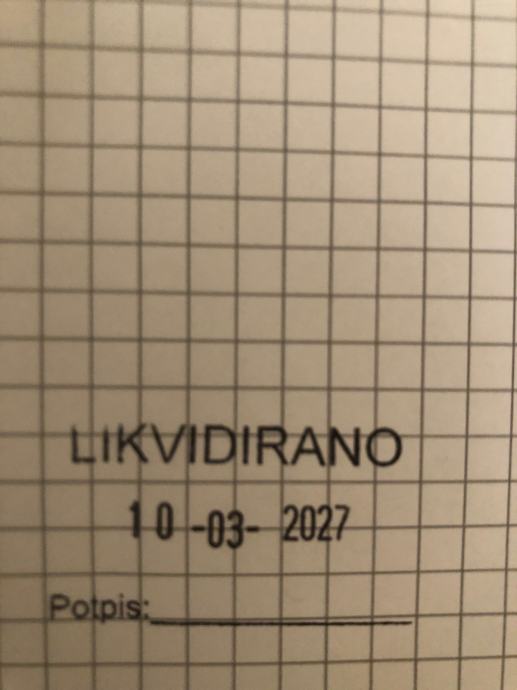 LIKVIDIRANO
10 -03- 2027
Potpis: